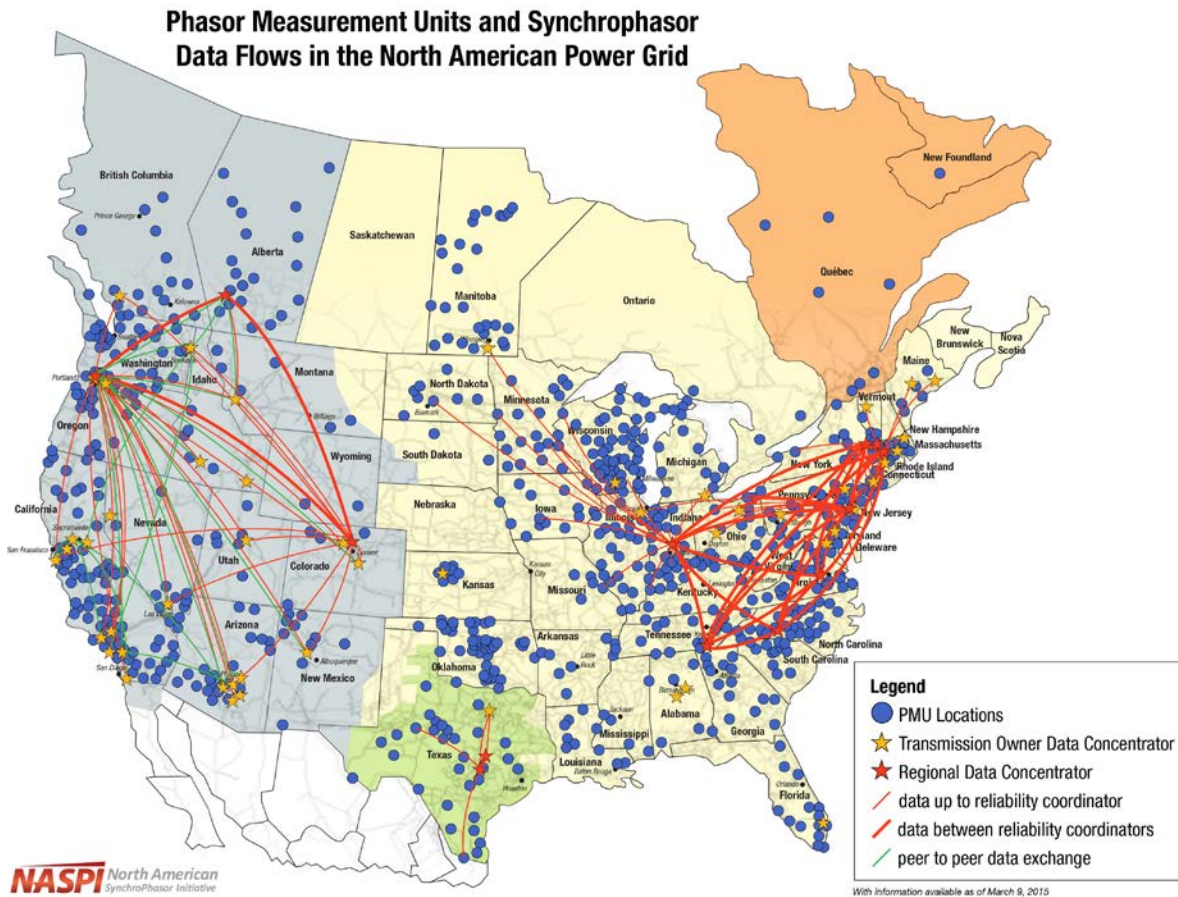 Phasor Measurement Units and Synchrophasor
Data Flows in the North American Power Grid
British Columbia
Prince George
Alberta
Saskatchewan
Manitoba
Ontario
Québec
New Foundland
New
Brunswick
Nova
Scotia
Maine
Kelowna
Seattle
Washington
Spokane
Portland
Idaho
Montana
Billings
Oregon
Wyoming
North Dakota
Bismark
Minnesota
South Dakota
Wisconsin
Milwaukee
Michigan
Vermont
New Hampshire
Massachusetts
New York
Rhode Island
Connecticut
New Jersey
Deleware
Nebraska
Iowa
Indiana
Ohio
Dayton
West
Kentucky
Lexington
California
Sacramento
San Fransisco
Nevada
Utah
Colorado
Denver
Kansas
Kansas
City
Missouri
Arizona
San Diego
Albuquerque
New Mexico
Oklahoma
Arkansas
Little
Rock
Tennessee
North Carolina
South Carolina
Atlanta
Birmingham
Alabama
Georgia
Jackson
Mississippi
Louisiana
Baton Rouge
Texas
Houston
Orlando
Florida
Legend
PMU Locations
Transmission Owner Data Concentrator
Regional Data Concentrator
data up to reliability coordinator
data between reliability coordinators
peer to peer data exchange
NASPI North American
SynchroPhasor Initiative
With information available as of March 9, 2015